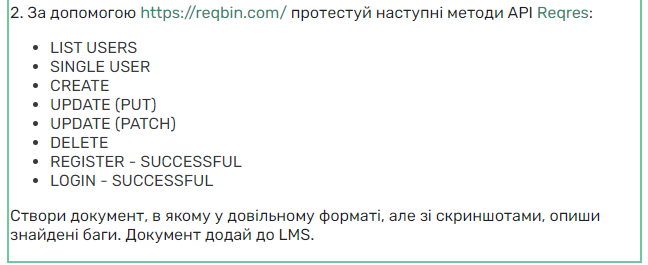 2. За допомогою https://reqbin.com/ протестуй наступні методи API Reqres:
• LIST USERS
• SINGLE USER
• CREATE
• UPDATE (PUT)
• UPDATE (PATCH)
• DELETE
• REGISTER - SUCCESSFUL
• LOGIN - SUCCESSFUL
Створи документ, в якому у довільному форматі, але зі скриншотами, опиши
знайдені баги. Документ додай до LMS.